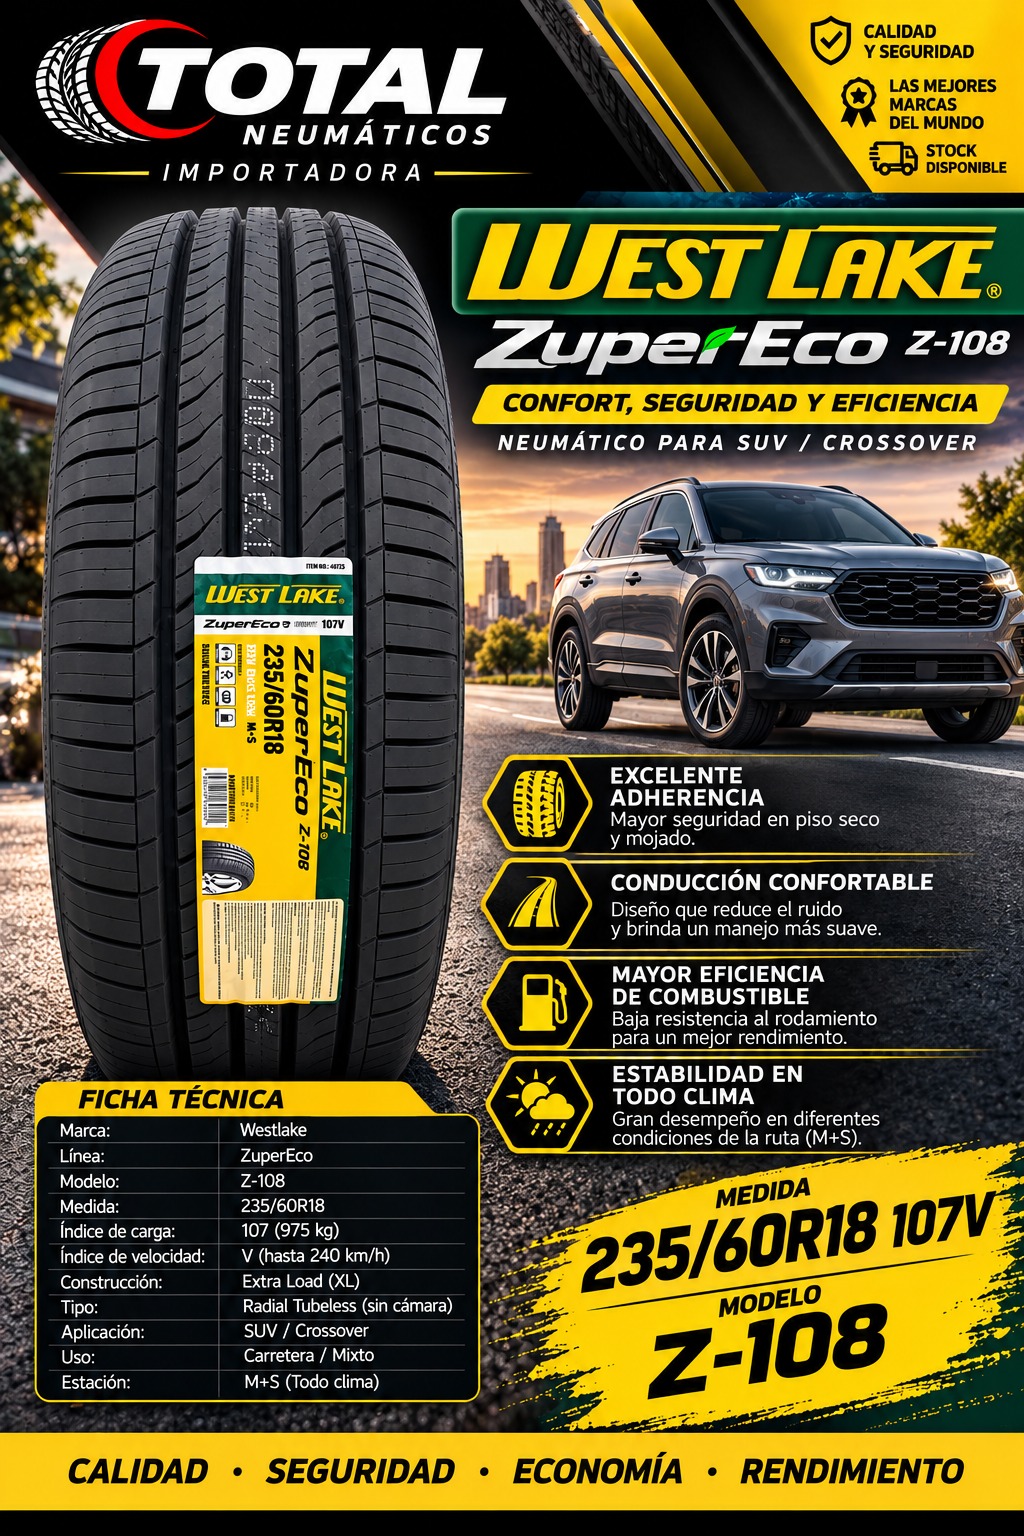 TOTAL
NEUMÁTICOS
IMPORTADORA
CALIDAD
Y SEGURIDAD
LAS MEJORES
MARCAS
DEL MUNDO
STOCK
DISPONIBLE
WEST LAKE®
ZuperEco Z-108
CONFORT, SEGURIDAD Y EFICIENCIA
NEUMÁTICO PARA SUV / CROSSOVER
WEST LAKE®
ZuperEco 107V
235/60R18
M+S
ZuperEco Z-108
WEST LAKE®
EXCELENTE
ADHERENCIA
Mayor seguridad en piso seco
y mojado.
CONDUCCIÓN CONFORTABLE
Diseño que reduce el ruido
y brinda un manejo más suave.
MAYOR EFICIENCIA
DE COMBUSTIBLE
Baja resistencia al rodamiento
para un mejor rendimiento.
ESTABILIDAD EN
TODO CLIMA
Gran desempeño en diferentes
condiciones de la ruta (M+S).
FICHA TÉCNICA
Marca: Westlake
Línea: ZuperEco
Modelo: Z-108
Medida: 235/60R18
Índice de carga: 107 (975 kg)
Índice de velocidad: V (hasta 240 km/h)
Construcción: Extra Load (XL)
Tipo: Radial Tubeless (sin cámara)
Aplicación: SUV / Crossover
Uso: Carretera / Mixto
Estación: M+S (Todo clima)
MEDIDA
235/60R18 107V
MODELO
Z-108
CALIDAD • SEGURIDAD • ECONOMÍA • RENDIMIENTO